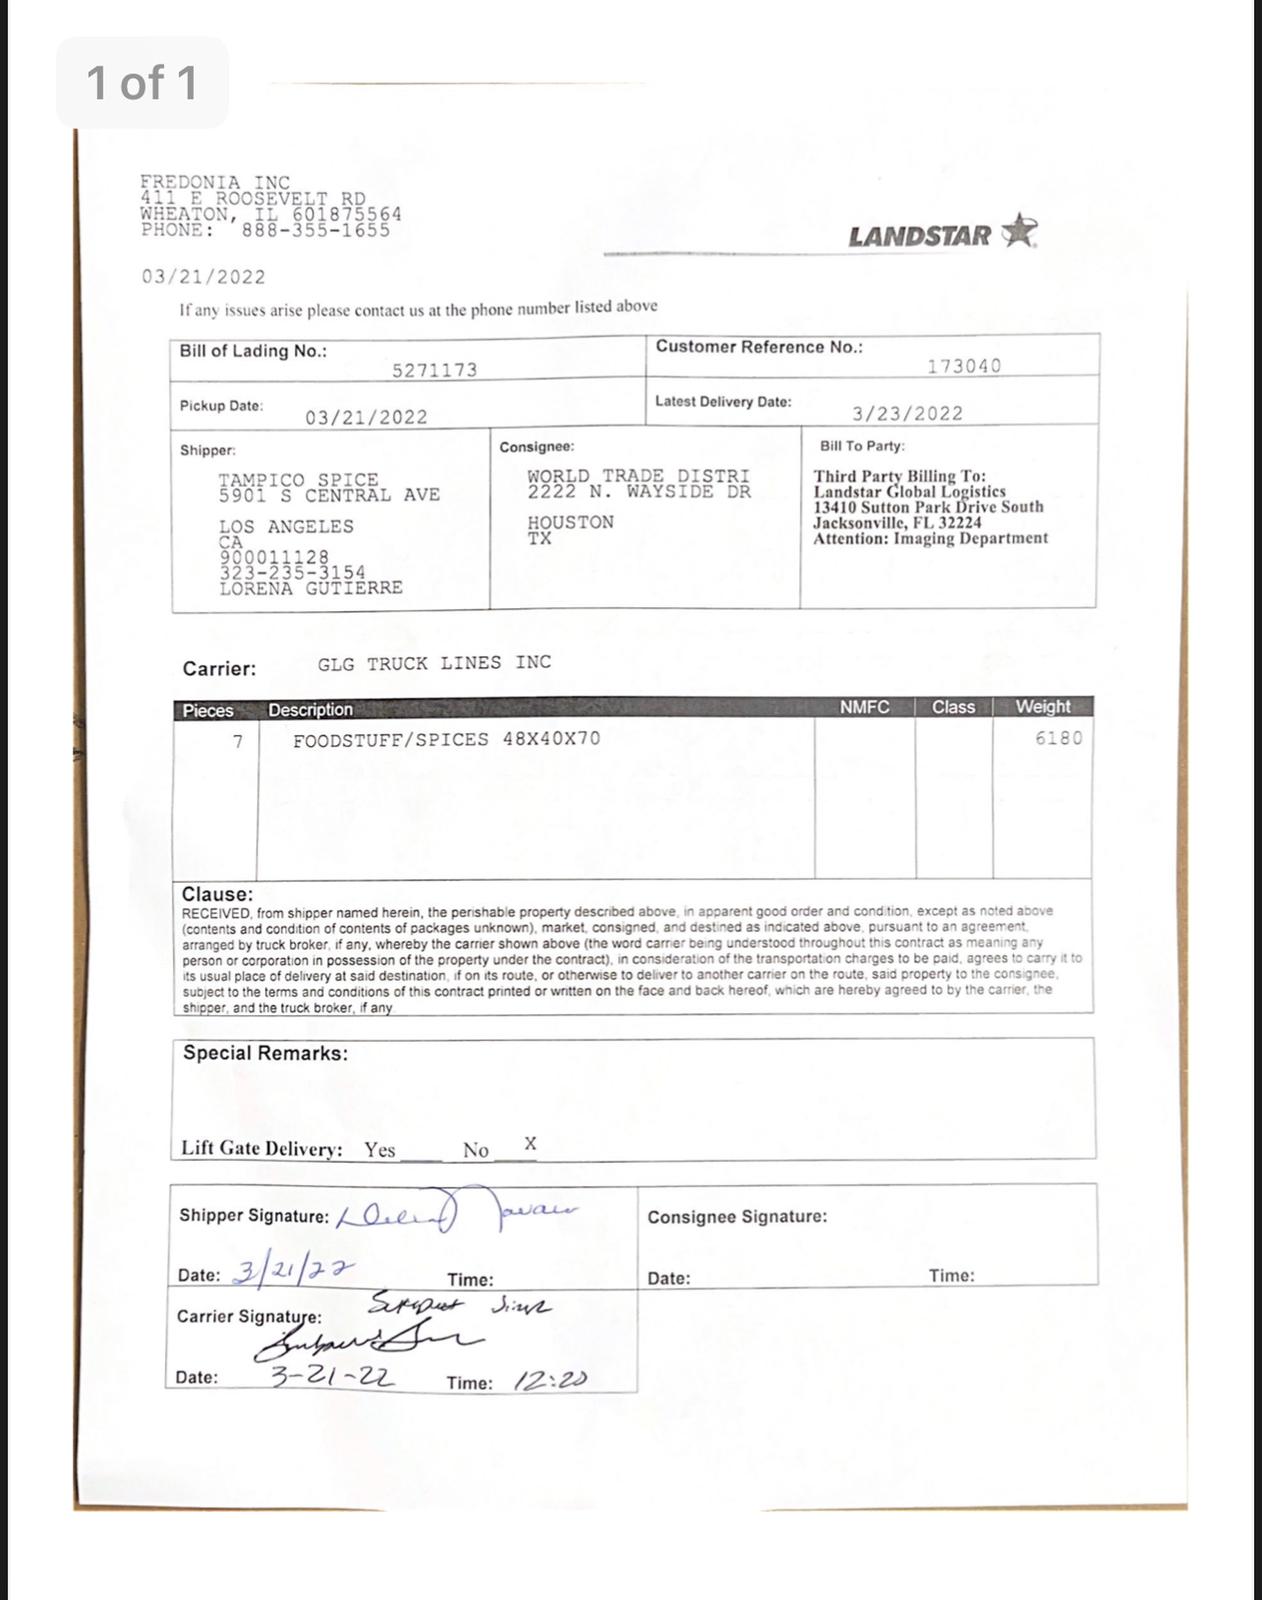 1 of 1
FREDONIA INC
411 E ROOSEVELT RD
WHEATON, IL 601875564
PHONE: 888-355-1655
LANDSTAR
03/21/2022
If any issues arise please contact us at the phone number listed above
Bill of Lading No.: 5271173
Customer Reference No.: 173040
Pickup Date: 03/21/2022
Latest Delivery Date: 3/23/2022
Shipper:
TAMPICO SPICE
5901 S CENTRAL AVE
LOS ANGELES
CA
900011128
323-235-3154
LORENA GUTIERRE
Consignee:
WORLD TRADE DISTRI
2222 N. WAYSIDE DR
HOUSTON
TX
Bill To Party:
Third Party Billing To:
Landstar Global Logistics
13410 Sutton Park Drive South
Jacksonville, FL 32224
Attention: Imaging Department
Carrier: GLG TRUCK LINES INC
Pieces Description NMFC Class Weight
7 FOODSTUFF/SPICES 48X40X70 6180
Clause:
RECEIVED, from shipper named herein, the perishable property described above, in apparent good order and condition, except as noted above
(contents and condition of contents of packages unknown), market, consigned, and destined as indicated above, pursuant to an agreement,
arranged by truck broker, if any, whereby the carrier shown above (the word carrier being understood throughout this contract as meaning any
person or corporation in possession of the property under the contract), in consideration of the transportation charges to be paid, agrees to carry it to
its usual place of delivery at said destination, if on its route, or otherwise to deliver to another carrier on the route, said property to the consignee,
subject to the terms and conditions of this contract printed or written on the face and back hereof, which are hereby agreed to by the carrier, the
shipper, and the truck broker, if any
Special Remarks:
Lift Gate Delivery: Yes ____ No X
Shipper Signature:
Date: 3/21/22 Time:
Consignee Signature:
Date: Time:
Carrier Signature:
Date: 3-21-22 Time: 12:20